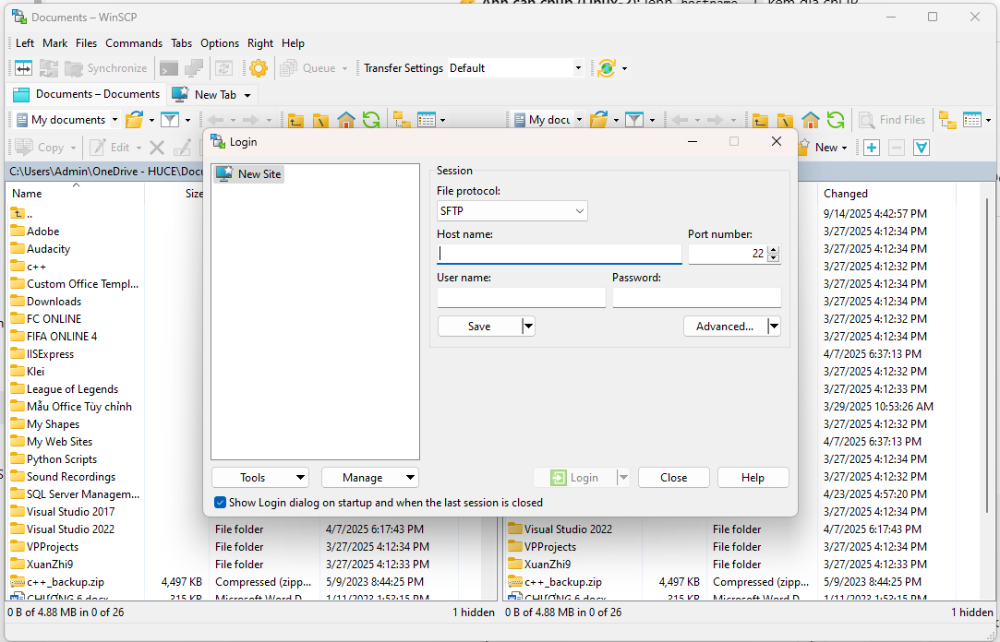 Documents – WinSCP
Left Mark Files Commands Tabs Options Right Help
Synchronize Queue Transfer Settings Default
Documents – Documents New Tab
My documents
My docu Find Files
Copy Edit
New
C:\Users\Admin\OneDrive - HUCE\Docu
Name Size
Changed
..
9/14/2025 4:42:57 PM
Adobe
3/27/2025 4:12:34 PM
Audacity
3/27/2025 4:12:34 PM
c++
3/27/2025 4:12:32 PM
Custom Office Templ...
3/27/2025 4:12:34 PM
Downloads
3/27/2025 4:12:34 PM
FC ONLINE
3/27/2025 4:12:32 PM
FIFA ONLINE 4
3/27/2025 4:12:34 PM
IISExpress
4/7/2025 6:37:13 PM
Klei
3/27/2025 4:12:32 PM
League of Legends
3/27/2025 4:12:33 PM
Mẫu Office Tùy chỉnh
3/29/2025 10:53:26 AM
My Shapes
3/27/2025 4:12:32 PM
My Web Sites
4/7/2025 6:37:13 PM
Python Scripts
3/27/2025 4:12:34 PM
Sound Recordings
3/27/2025 4:12:34 PM
SQL Server Managem...
4/23/2025 4:57:20 PM
Visual Studio 2017
3/27/2025 4:12:34 PM
Visual Studio 2022 File folder 4/7/2025 6:17:43 PM
Visual Studio 2022 File folder 4/7/2025 6:17:43 PM
VPProjects File folder 3/27/2025 4:12:34 PM
VPProjects File folder 3/27/2025 4:12:34 PM
XuanZhi9 File folder 3/27/2025 4:12:33 PM
XuanZhi9 File folder 3/27/2025 4:12:33 PM
c++_backup.zip 4,497 KB Compressed (zipp... 5/9/2023 8:44:25 PM
c++_backup.zip 4,497 KB Compressed (zipp... 5/9/2023 8:44:25 PM
CHƯƠNG 6.docx 315 KB Microsoft Word D... 1/11/2023 1:53:15 PM
CHƯƠNG 6.docx 315 KB Microsoft Word D... 1/11/2023 1:53:15 PM
0 B of 4.88 MB in 0 of 26 1 hidden
0 B of 4.88 MB in 0 of 26 1 hidden
Login
New Site
Session
File protocol:
SFTP
Host name: Port number:
22
User name: Password:
Save Advanced...
Tools Manage Login Close Help
Show Login dialog on startup and when the last session is closed